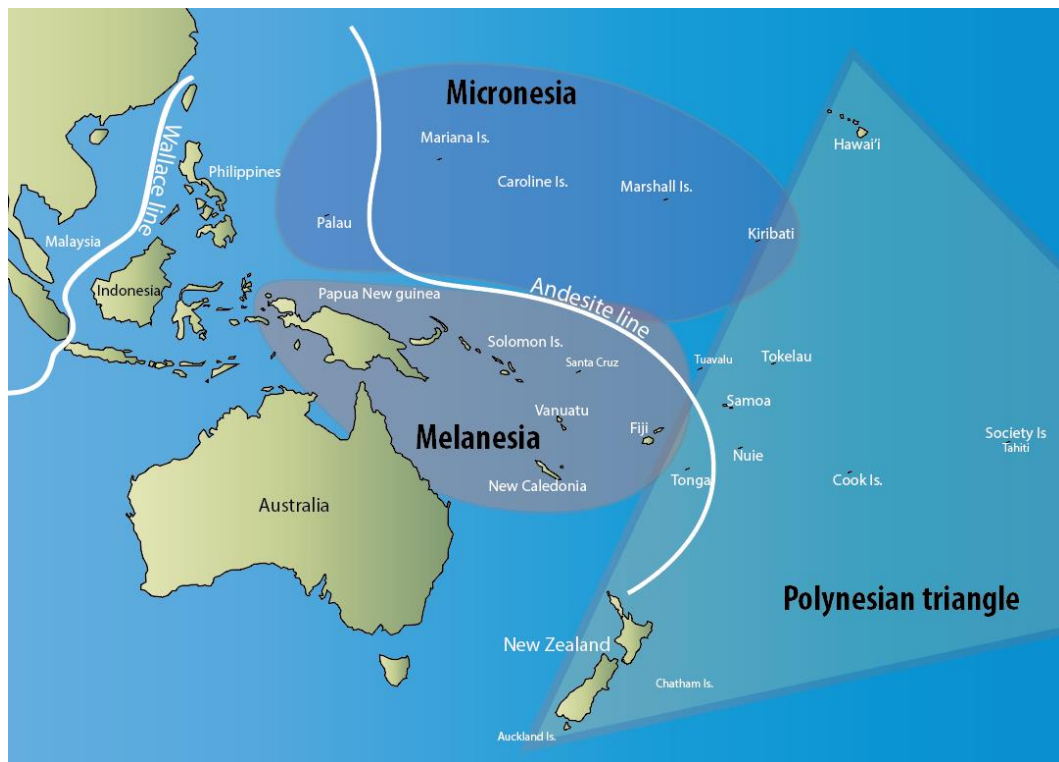 Micronesia
Wallace line
Mariana Is.
Hawai'i
Philippines
Caroline Is.
Marshall Is.
Palau
Kiribati
Malaysia
Indonesia
Papua New guinea
Andesite line
Solomon Is.
Santa Cruz
Tuavalu
Tokelau
Vanuatu
Samoa
Melanesia
Fiji
Society Is
Tahiti
Nuie
New Caledonia
Tonga
Cook Is.
Australia
Polynesian triangle
New Zealand
Chatham Is.
Auckland Is.